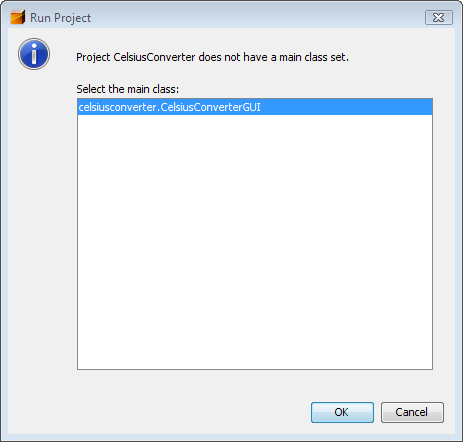 Run Project
Project CelsiusConverter does not have a main class set.
Select the main class:
celsiusconverter.CelsiusConverterGUI
OK
Cancel